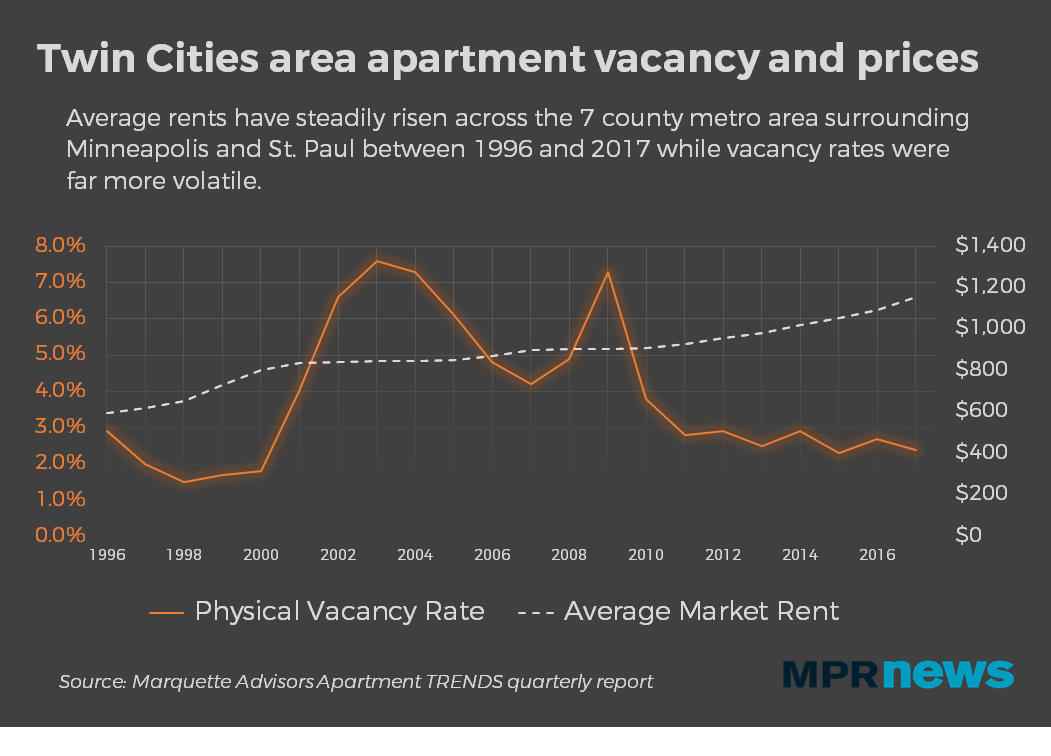 Twin Cities area apartment vacancy and prices
Average rents have steadily risen across the 7 county metro area surrounding
Minneapolis and St. Paul between 1996 and 2017 while vacancy rates were
far more volatile.
8.0%
7.0%
6.0%
5.0%
4.0%
3.0%
2.0%
1.0%
0.0%
$1,400
$1,200
$1,000
$800
$600
$400
$200
$0
1996 1998 2000 2002 2004 2006 2008 2010 2012 2014 2016
Physical Vacancy Rate Average Market Rent
Source: Marquette Advisors Apartment TRENDS quarterly report
MPRnews